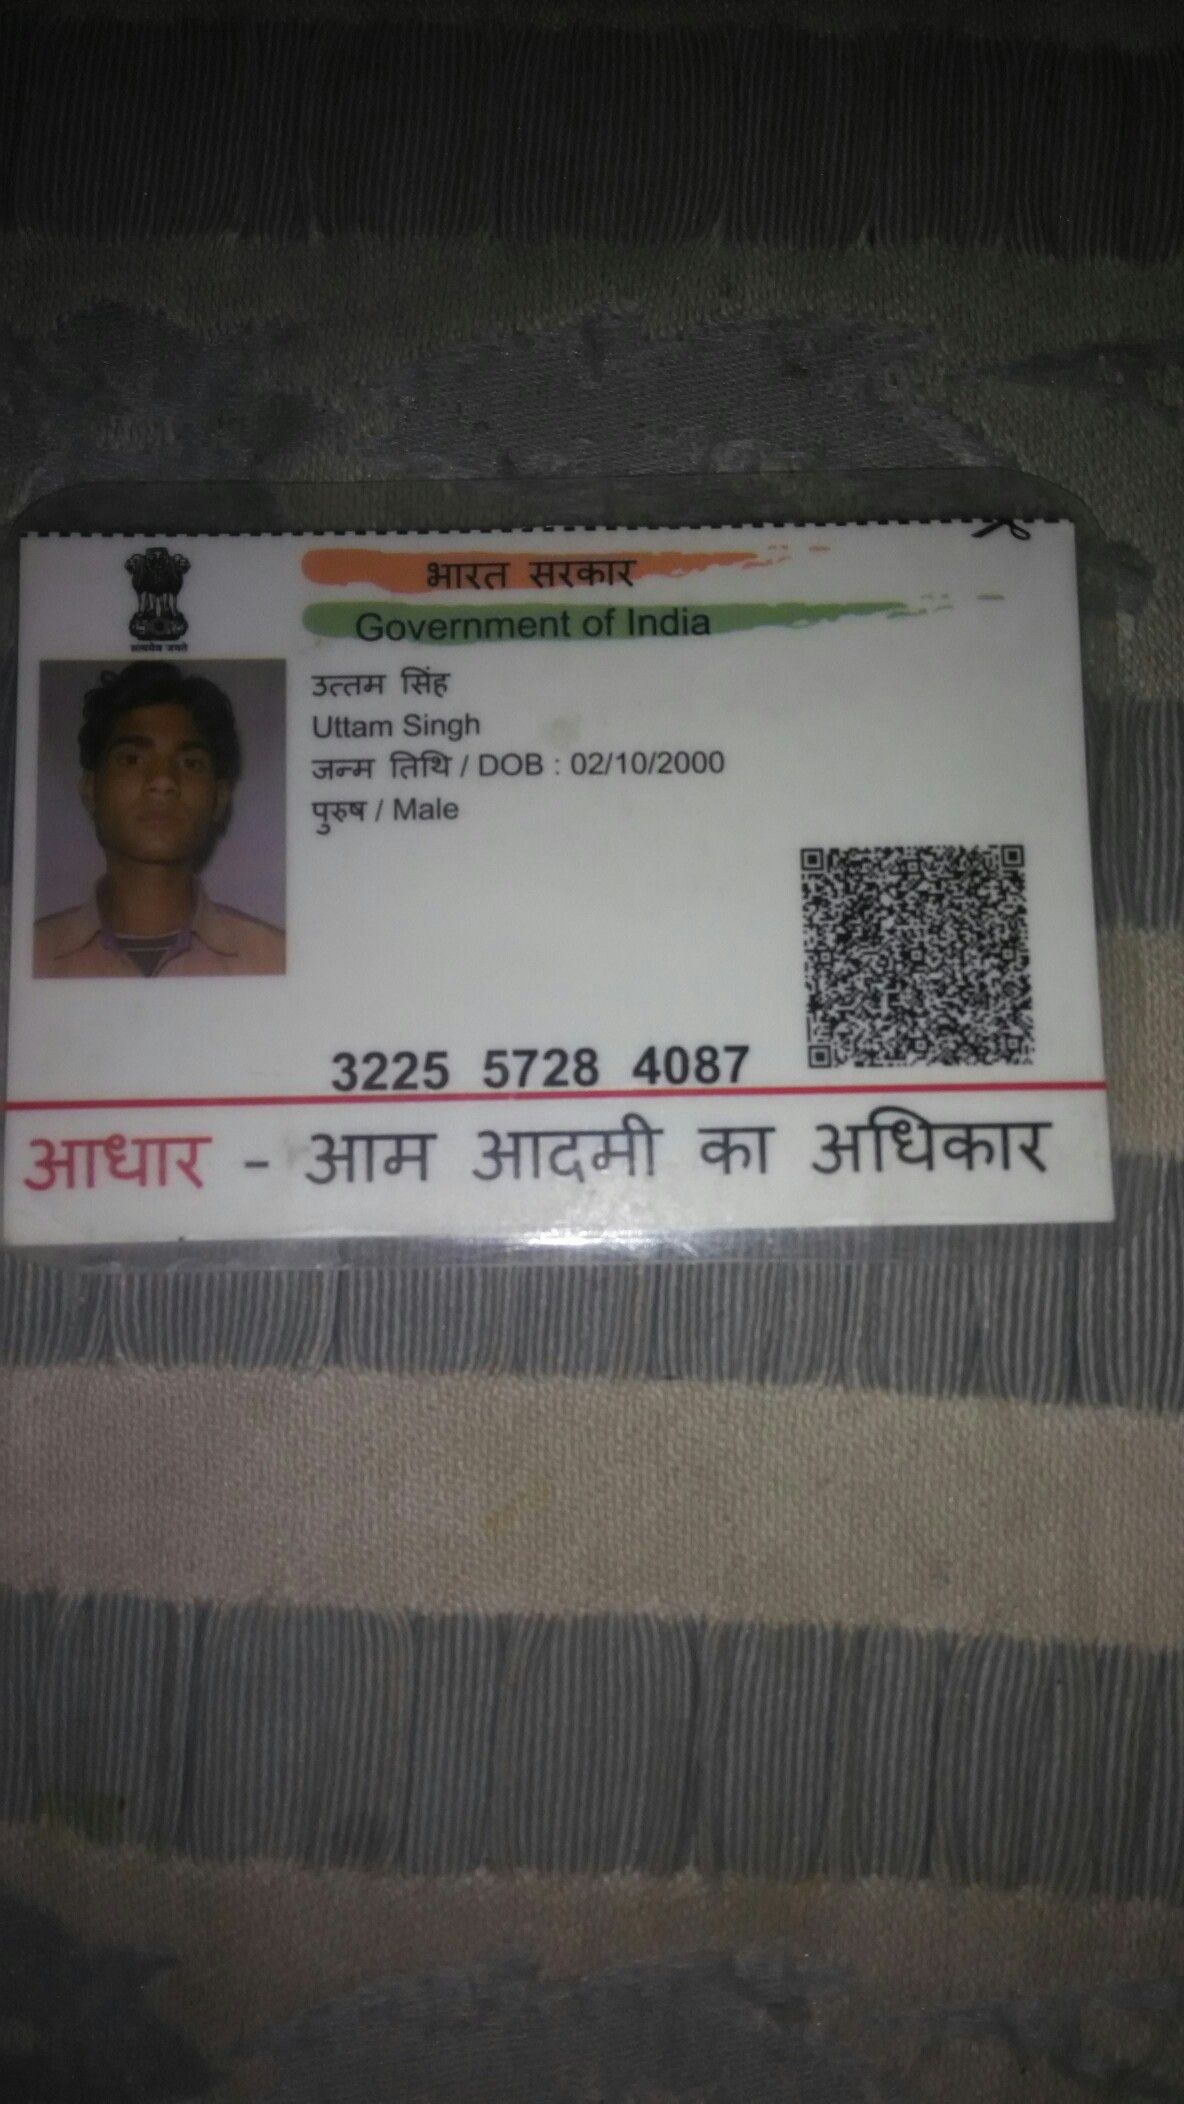 भारत सरकार
Government of India
सत्यमेव जयते
उत्तम सिंह
Uttam Singh
जन्म तिथि / DOB : 02/10/2000
पुरुष / Male
3225 5728 4087
आधार - आम आदमी का अधिकार